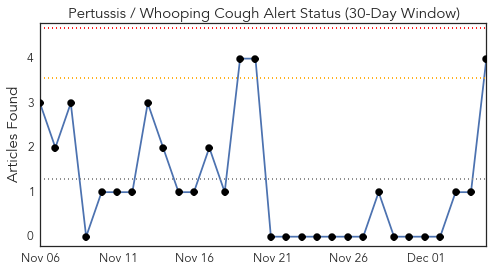 Pertussis / Whooping Cough Alert Status (30-Day Window)
Articles Found
4
3
2
1
0
Nov 06 Nov 11 Nov 16 Nov 21 Nov 26 Dec 01